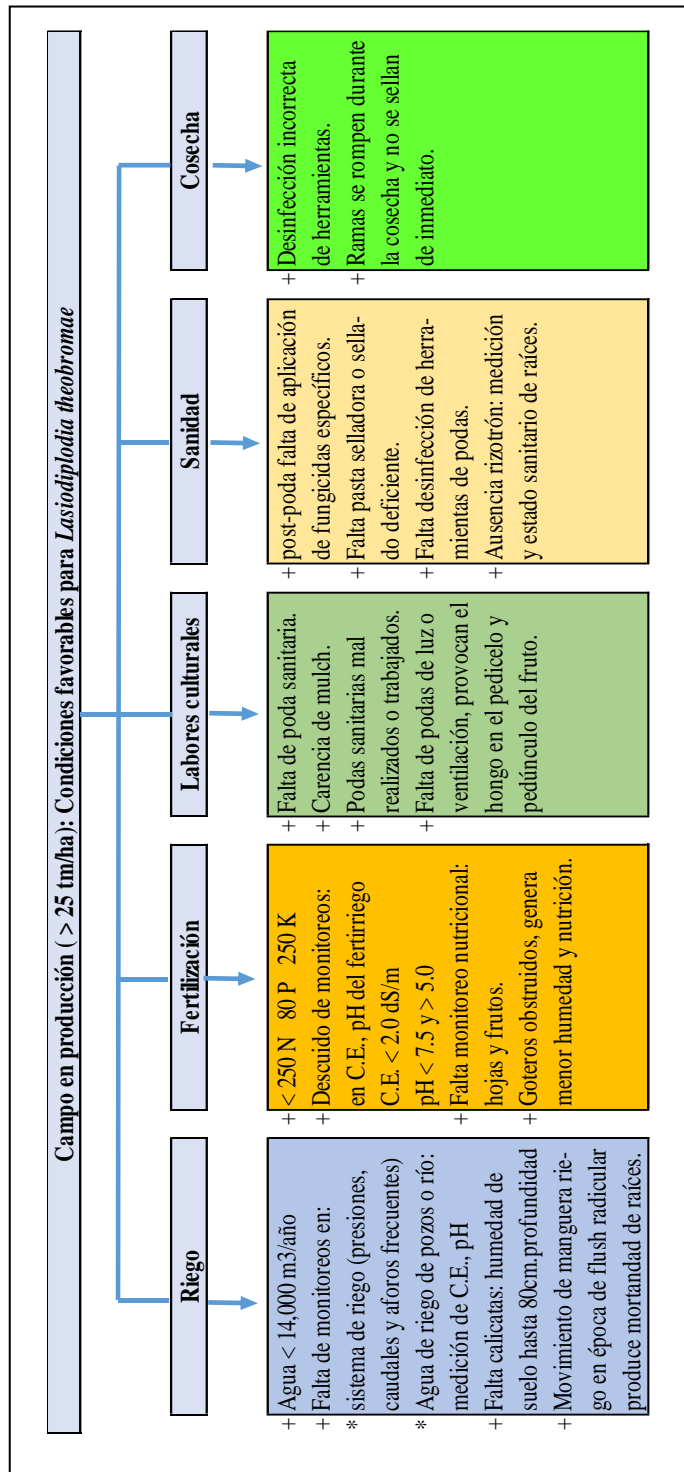 Campo en producción ( > 25 tm/ha): Condiciones favorables para Lasiodiplodia theobromae
Riego
+ Agua < 14,000 m3/año
+ Falta de monitoreos en:
* sistema de riego (presiones,
caudales y aforos frecuentes)
* Agua de riego de pozos o río:
medición de C.E., pH
+ Falta calicatas: humedad de
suelo hasta 80cm.profundidad
+ Movimiento de manguera rie-
go en época de flush radicular
produce mortandad de raíces.
Fertilización
+ < 250 N 80 P 250 K
+ Descuido de monitoreos:
en C.E., pH del fertirriego
C.E. < 2.0 dS/m
pH < 7.5 y > 5.0
+ Falta monitoreo nutricional:
hojas y frutos.
+ Goteros obstruidos, genera
menor humedad y nutrición.
Labores culturales
+ Falta de poda sanitaria.
+ Carencia de mulch.
+ Podas sanitarias mal
realizados o trabajados.
+ Falta de podas de luz o
ventilación, provocan el
hongo en el pedicelo y
pedúnculo del fruto.
Sanidad
+ post-poda falta de aplicación
de fungicidas específicos.
+ Falta pasta selladora o sella-
do deficiente.
+ Falta desinfección de herra-
mientas de podas.
+ Ausencia rizotrón: medición
y estado sanitario de raíces.
Cosecha
+ Desinfección incorrecta
de herramientas.
+ Ramas se rompen durante
la cosecha y no se sellan
de inmediato.